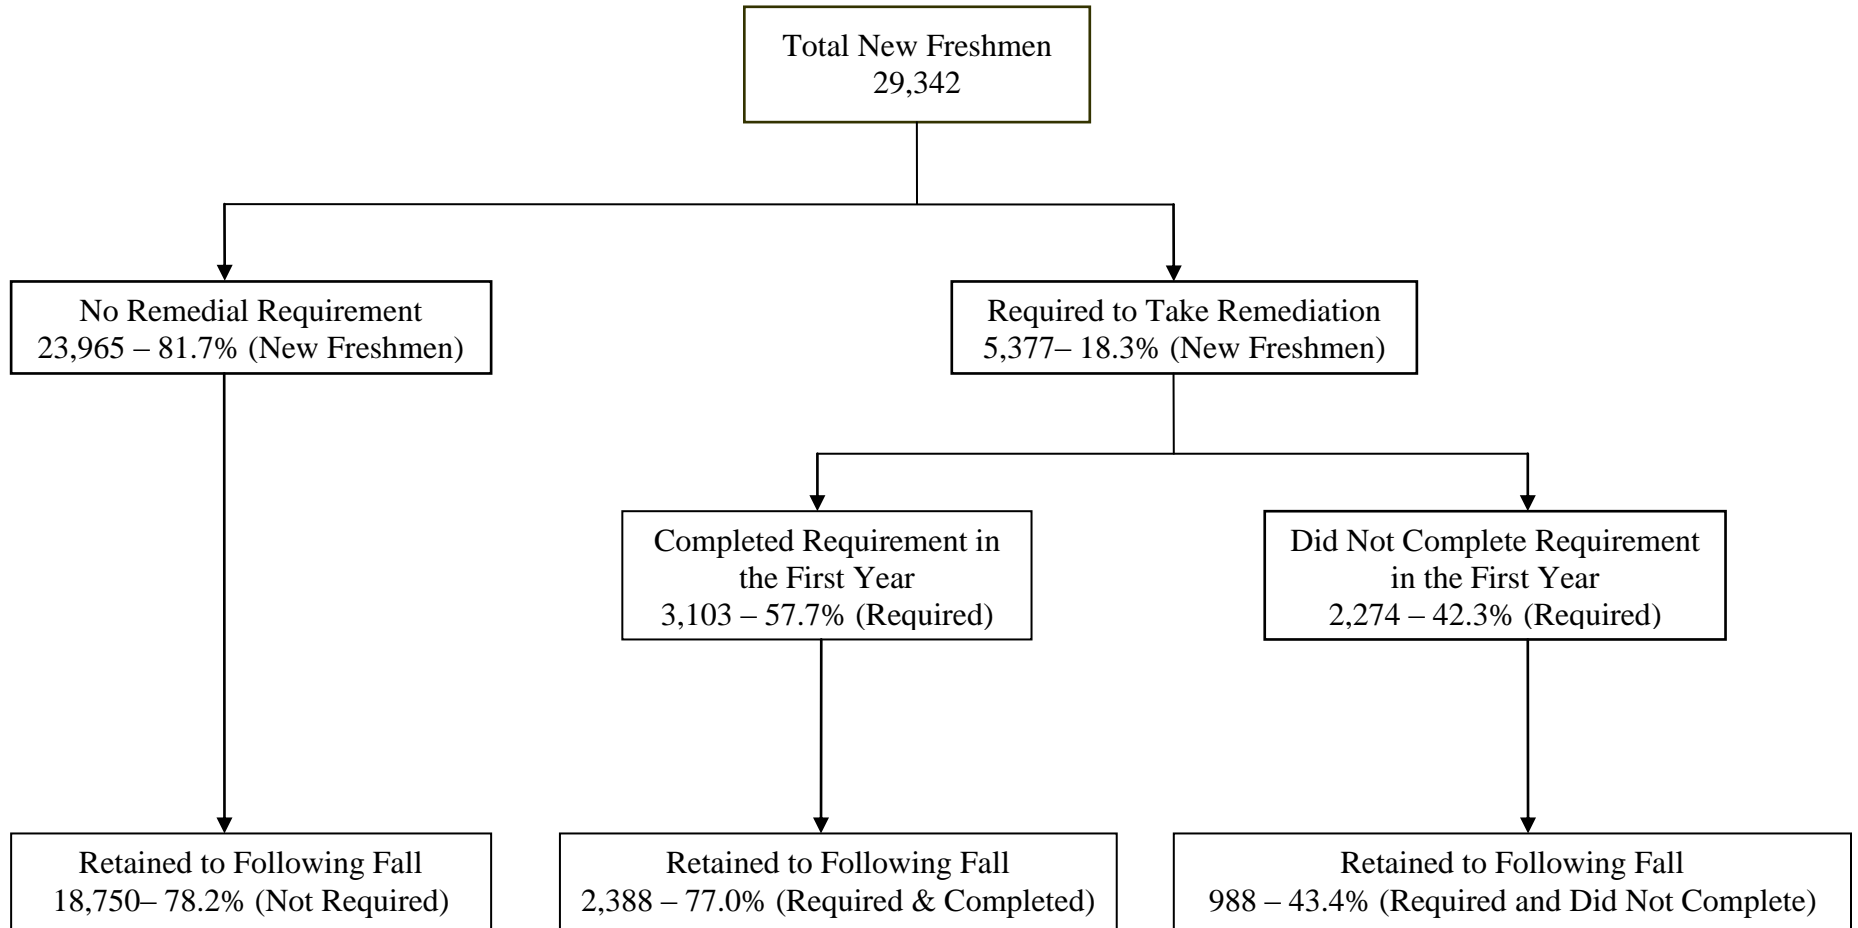 Total New Freshmen
29,342
No Remedial Requirement
23,965 – 81.7% (New Freshmen)
Required to Take Remediation
5,377– 18.3% (New Freshmen)
Completed Requirement in
the First Year
3,103 – 57.7% (Required)
Did Not Complete Requirement
in the First Year
2,274 – 42.3% (Required)
Retained to Following Fall
18,750– 78.2% (Not Required)
Retained to Following Fall
2,388 – 77.0% (Required & Completed)
Retained to Following Fall
988 – 43.4% (Required and Did Not Complete)